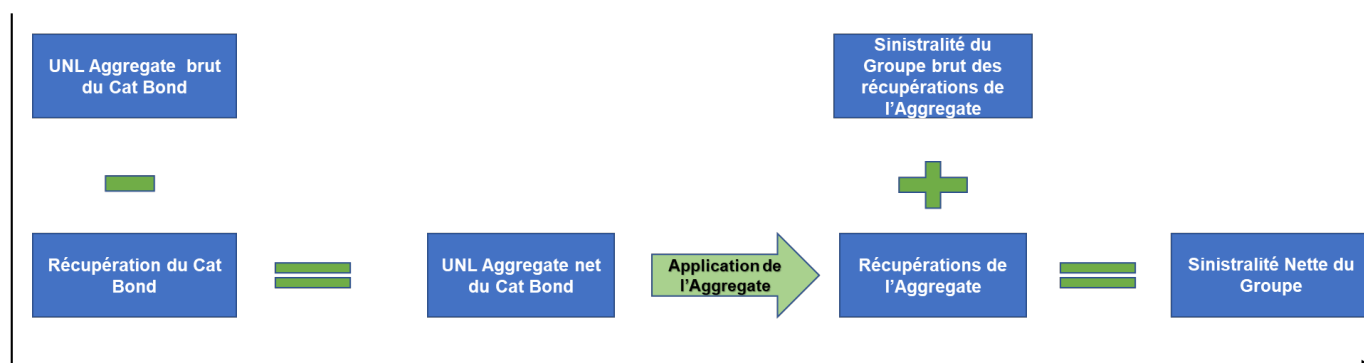 UNL Aggregate brut
du Cat Bond
Sinistralité du
Groupe brut des
récupérations de
l'Aggregate
Récupération du Cat
Bond
UNL Aggregate net
du Cat Bond
Application de
l'Aggregate
Récupérations de
l'Aggregate
Sinistralité Nette du
Groupe